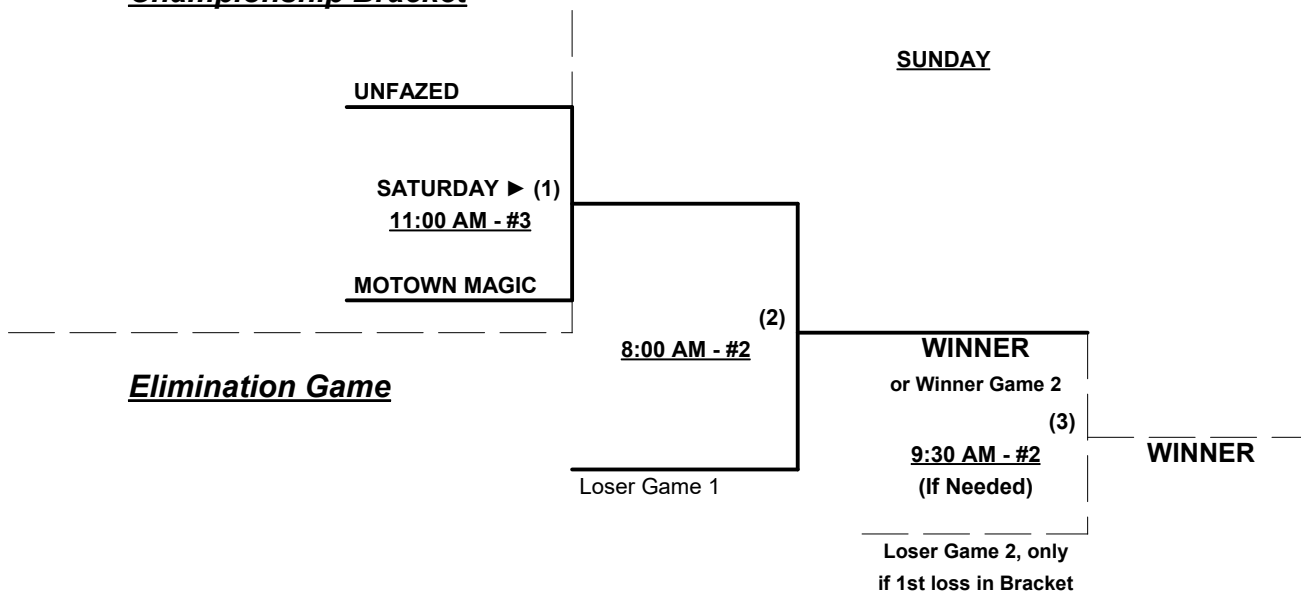 Championship Bracket
SUNDAY
UNFAZED
SATURDAY ► (1)
11:00 AM - #3
MOTOWN MAGIC
(2)
8:00 AM - #2
WINNER
Elimination Game
or Winner Game 2
(3)
9:30 AM - #2
WINNER
Loser Game 1
(If Needed)
Loser Game 2, only
if 1st loss in Bracket